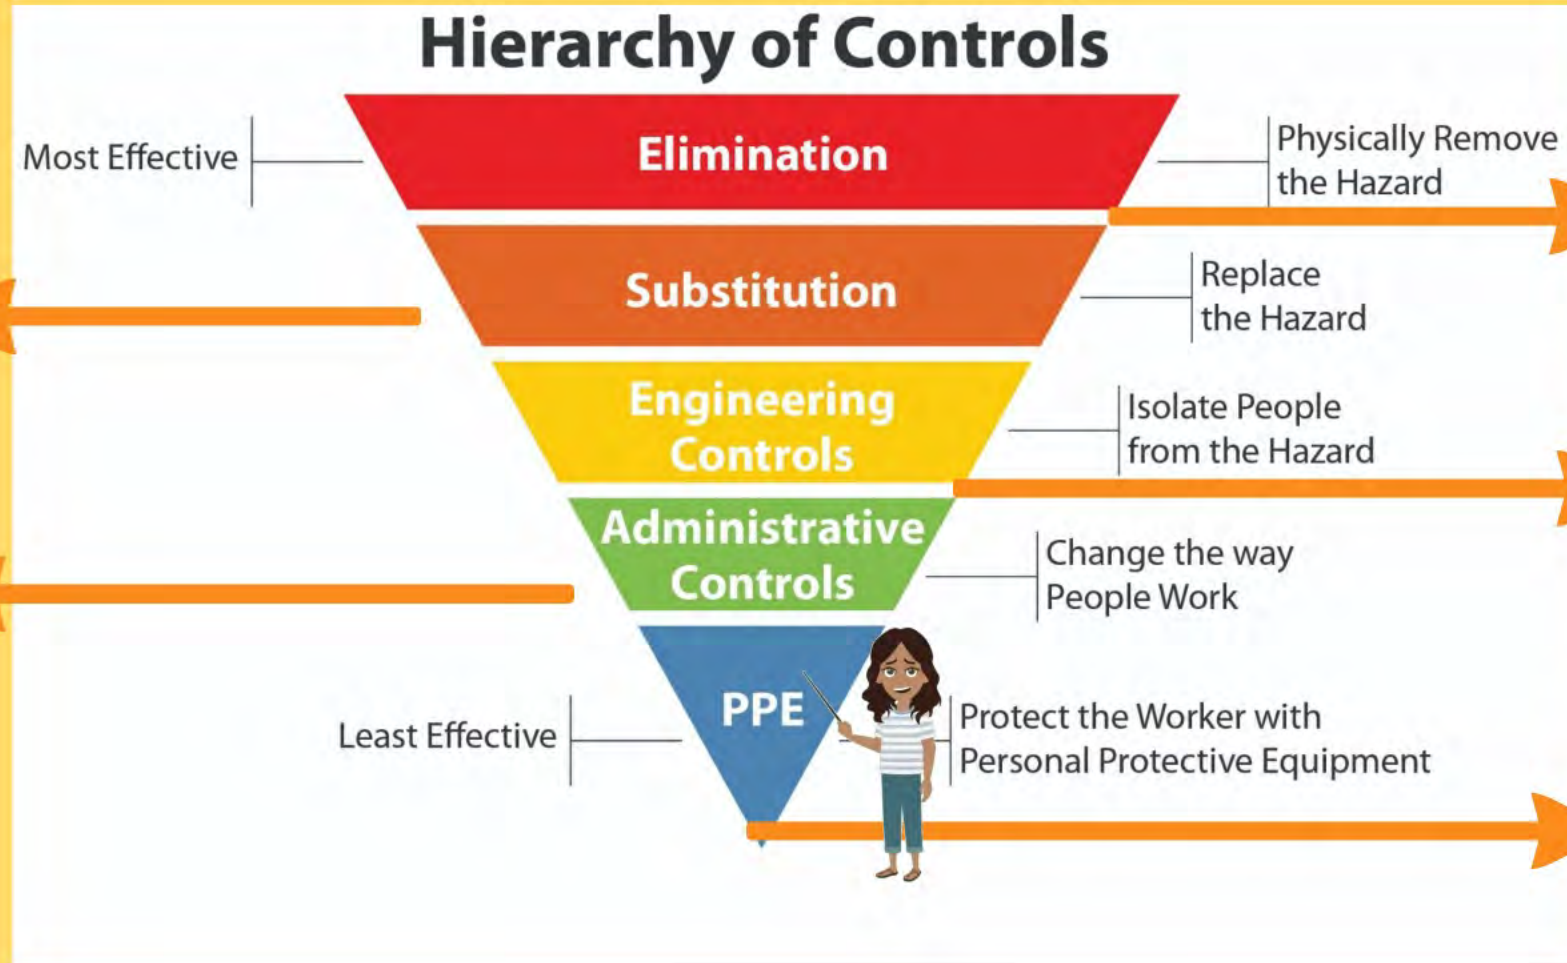 Hierarchy of Controls
Most Effective
Elimination
Physically Remove
the Hazard
Substitution
Replace
the Hazard
Engineering
Controls
Isolate People
from the Hazard
Administrative
Controls
Change the way
People Work
Least Effective
PPE
Protect the Worker with
Personal Protective Equipment